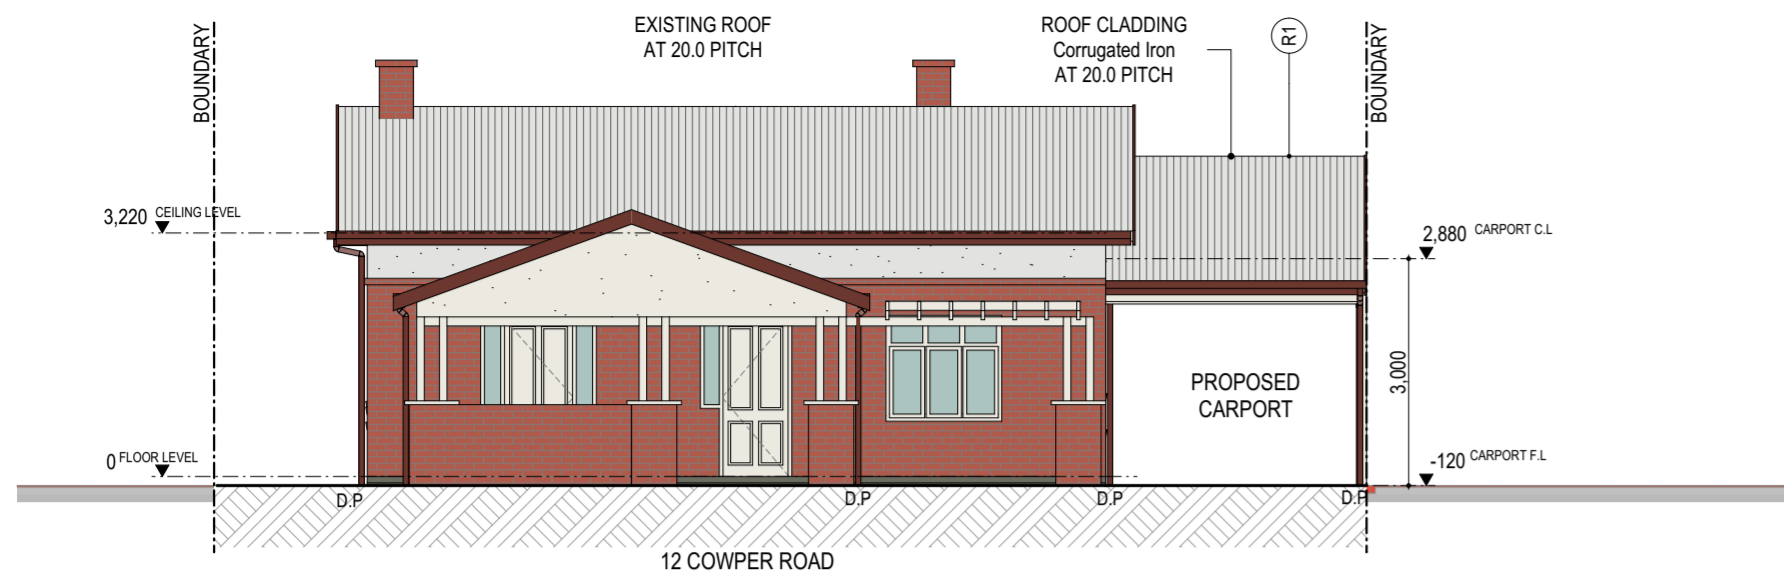 BOUNDARY
EXISTING ROOF
AT 20.0 PITCH
ROOF CLADDING
Corrugated Iron
AT 20.0 PITCH
R1
BOUNDARY
3,220 CEILING LEVEL
2,880 CARPORT C.L
3,000
PROPOSED
CARPORT
0 FLOOR LEVEL
-120 CARPORT F.L
D.P
D.P
D.P
D.P
12 COWPER ROAD